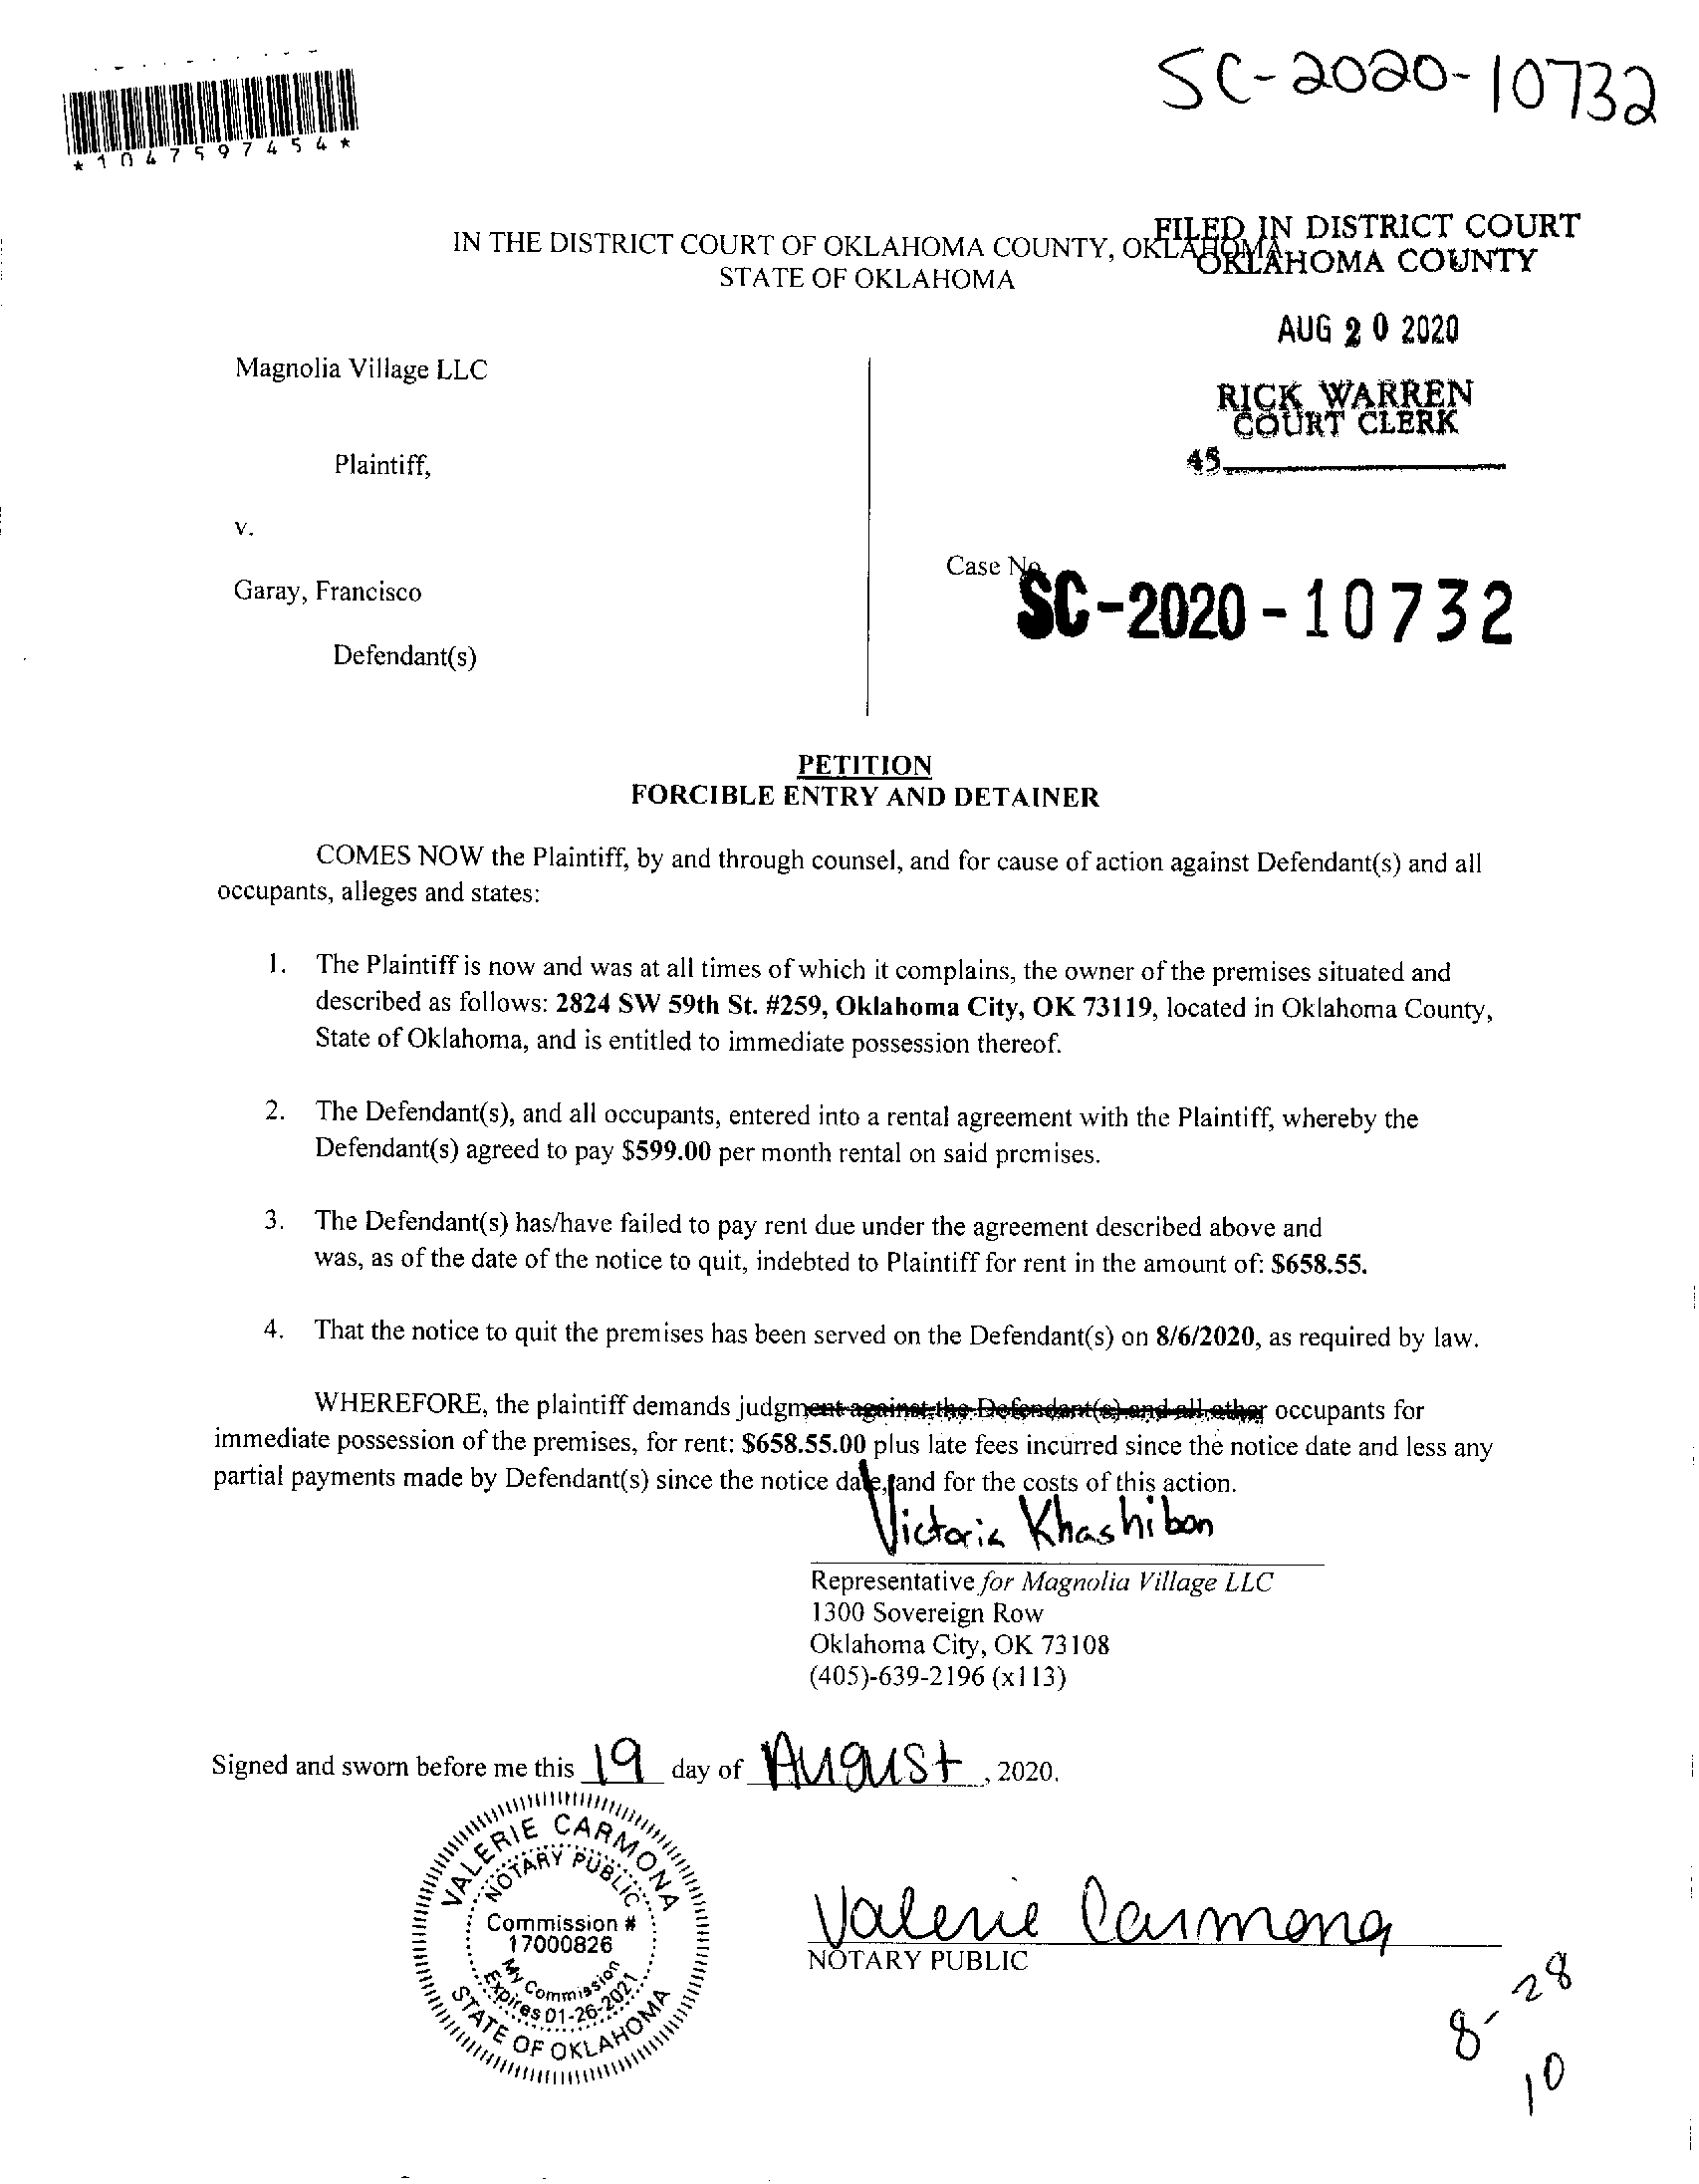 SC-2020-10732
*1047597454*
FILED IN DISTRICT COURT
OKLAHOMA COUNTY
IN THE DISTRICT COURT OF OKLAHOMA COUNTY, OKLAHOMA
STATE OF OKLAHOMA
AUG 20 2020
RICK WARREN
COURT CLERK
45
Magnolia Village LLC
Plaintiff,
v.
Case No.
SC-2020-10732
Garay, Francisco
Defendant(s)
PETITION
FORCIBLE ENTRY AND DETAINER
COMES NOW the Plaintiff, by and through counsel, and for cause of action against Defendant(s) and all
occupants, alleges and states:
1. The Plaintiff is now and was at all times of which it complains, the owner of the premises situated and
described as follows: 2824 SW 59th St. #259, Oklahoma City, OK 73119, located in Oklahoma County,
State of Oklahoma, and is entitled to immediate possession thereof.
2. The Defendant(s), and all occupants, entered into a rental agreement with the Plaintiff, whereby the
Defendant(s) agreed to pay $599.00 per month rental on said premises.
3. The Defendant(s) has/have failed to pay rent due under the agreement described above and
was, as of the date of the notice to quit, indebted to Plaintiff for rent in the amount of: $658.55.
4. That the notice to quit the premises has been served on the Defendant(s) on 8/6/2020, as required by law.
WHEREFORE, the plaintiff demands judgment against the Defendant(s) and all other occupants for
immediate possession of the premises, for rent: $658.55.00 plus late fees incurred since the notice date and less any
partial payments made by Defendant(s) since the notice date, and for the costs of this action.
Victoria Khashibon
Representative for Magnolia Village LLC
1300 Sovereign Row
Oklahoma City, OK 73108
(405)-639-2196 (x113)
Signed and sworn before me this 19 day of August, 2020.
VALERIE CARMONA
NOTARY PUBLIC
Commission #
17000826
My Commission
Expires 01-26-2021
STATE OF OKLAHOMA
Valerie Carmona
NOTARY PUBLIC
8-28
10